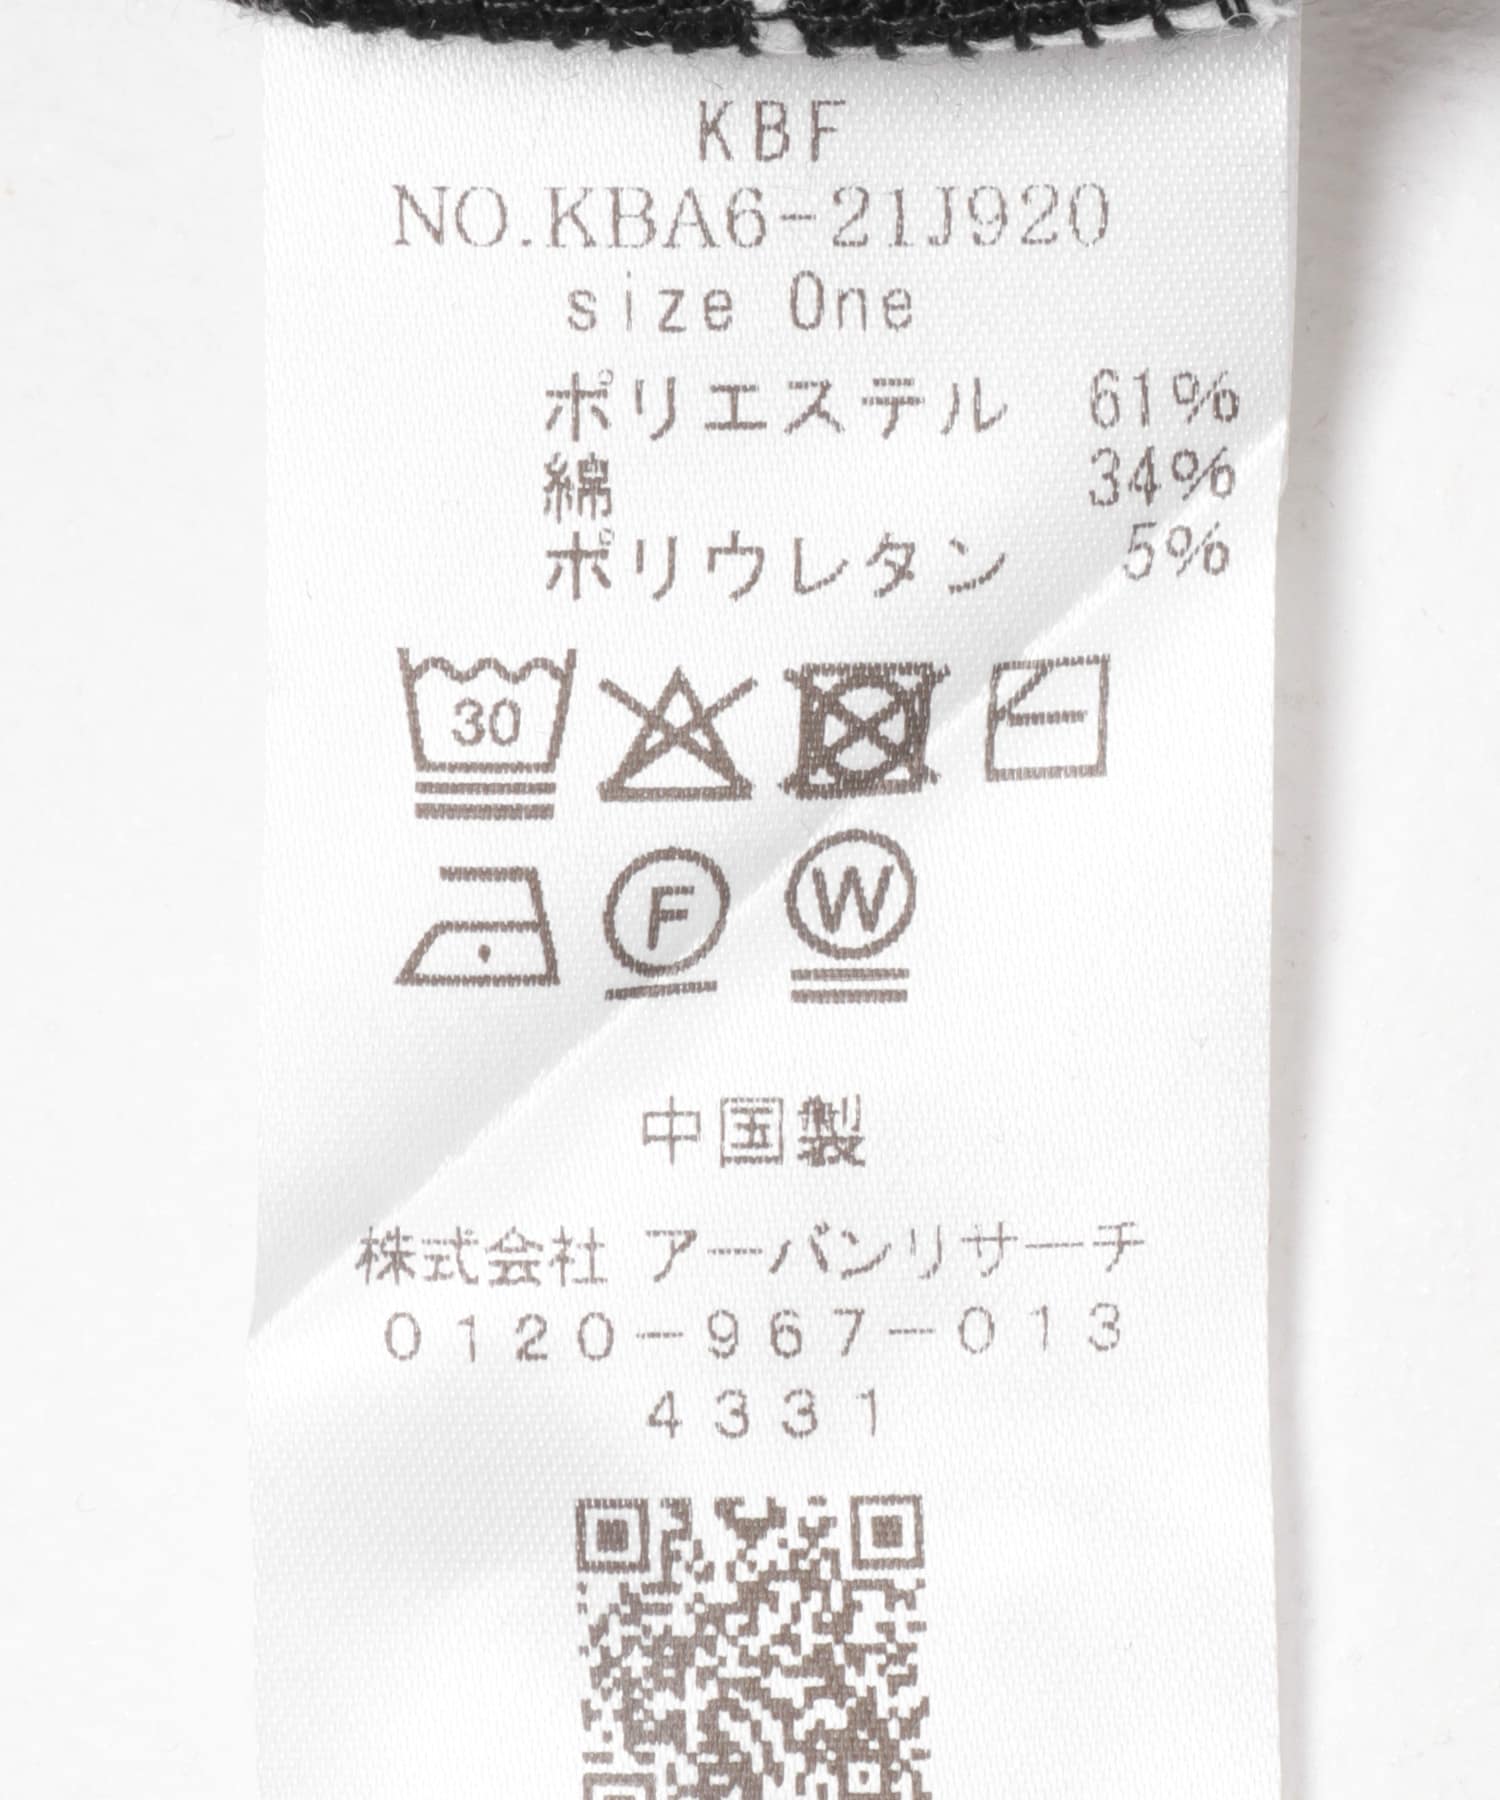 KBF
NO.KBA6-21J920
size One
ポリエステル 61%
綿 34%
ポリウレタン 5%
30
F
W
中国製
株式会社 アーバンリサーチ
0120-967-013
4331